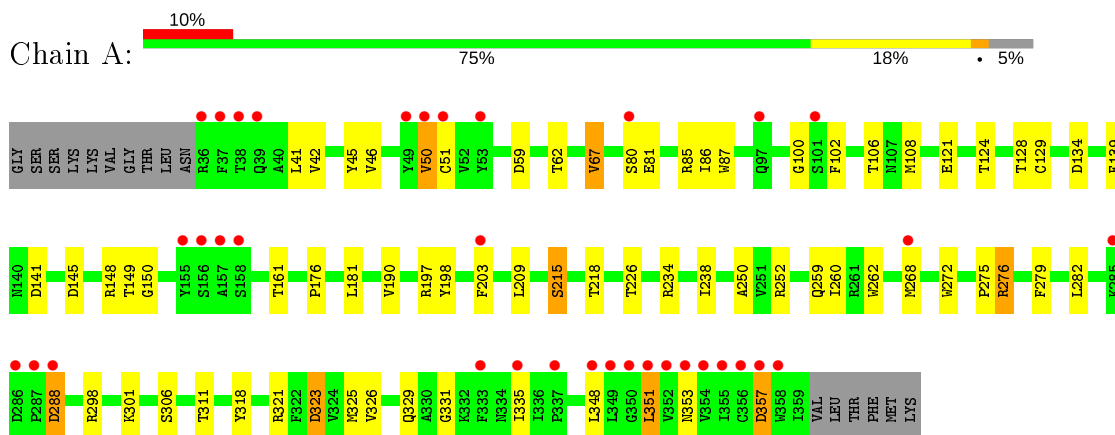 10%
Chain A:
75% 18% • 5%
GLY SER SER LYS LYS VAL GLY THR LEU ASN R36 F37 T38 Q39 A40 L41 V42 Y45 V46 Y49 V50 C51 V52 Y53 D59 T62 V67 S80 E81 R85 I86 W87 Q97 G100 S101 F102 T106 N107 M108 E121 T124 T128 C129 D134
N140 D141 D145 R148 T149 G150 Y155 S156 A157 S158 T161 P176 L181 V190 R197 Y198 F203 L209 S215 T218 T226 R234 I238 A250 V251 R252 Q259 I260 R261 W262 M268 W272 P275 R276 F279 L282 K285
D286 P287 D288 R298 K301 S306 T311 Y318 R321 F322 D323 V324 M325 V326 Q329 A330 G331 K332 F333 N334 I335 I336 P337 L348 L349 G350 L351 V352 N353 V354 I355 C356 D357 W358 I359 VAL LEU THR PHE MET LYS